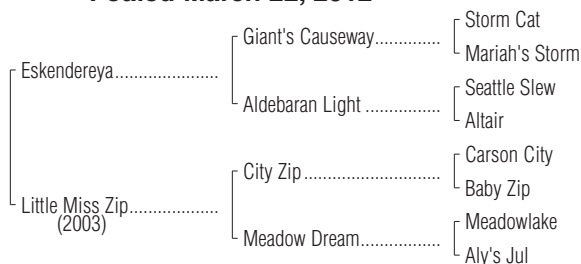 Foaled March 22, 2012
Storm Cat
Giant's Causeway
Mariah's Storm
Eskendereya
Seattle Slew
Aldebaran Light
Altair
Carson City
City Zip
Baby Zip
Little Miss Zip
(2003)
Meadowlake
Meadow Dream
Aly's Jul